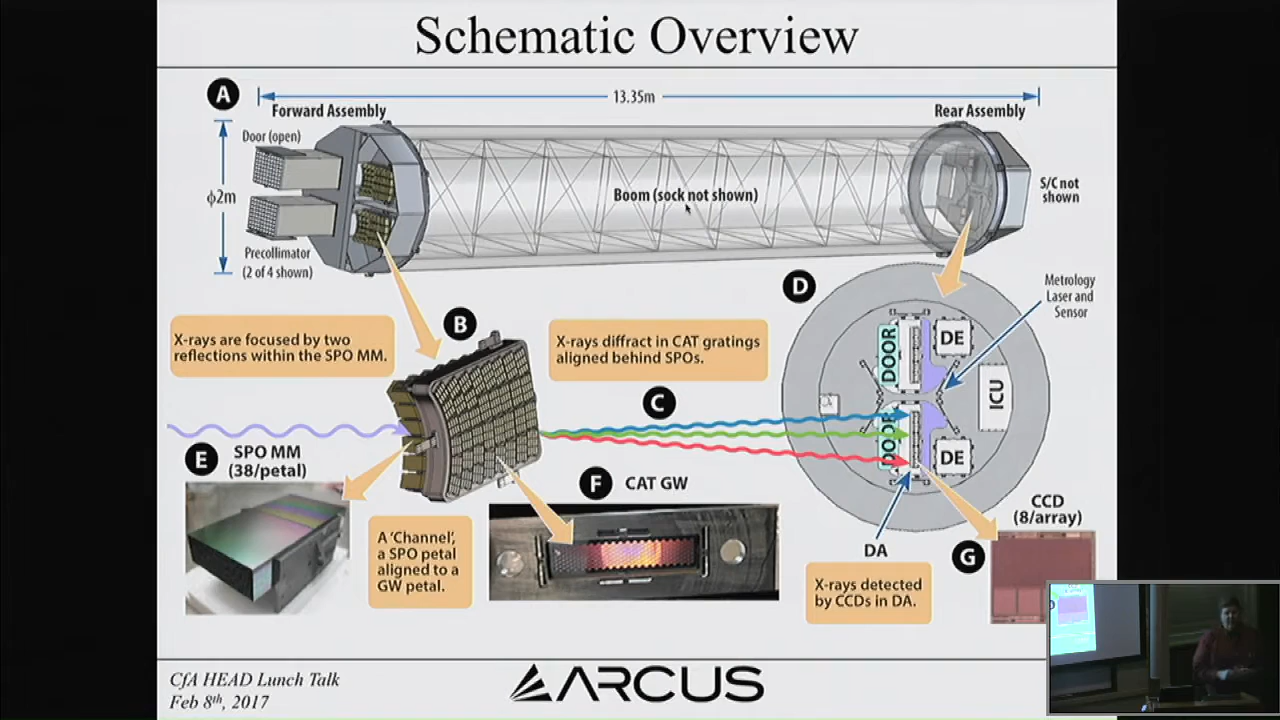 Schematic Overview
A
13.35m
Forward Assembly
Rear Assembly
Door (open)
ϕ2m
Boom (sock not shown)
S/C not
shown
Precollimator
(2 of 4 shown)
D
Metrology
Laser and
Sensor
B
X-rays are focused by two
reflections within the SPO MM.
X-rays diffract in CAT gratings
aligned behind SPOs.
DOOR
DE
C
ICU
DOOR
DE
E
SPO MM
(38/petal)
F
CAT GW
CCD
(8/array)
A 'Channel',
a SPO petal
aligned to a
GW petal.
DA
G
X-rays detected
by CCDs in DA.
CfA HEAD Lunch Talk
Feb 8th, 2017
ARCUS